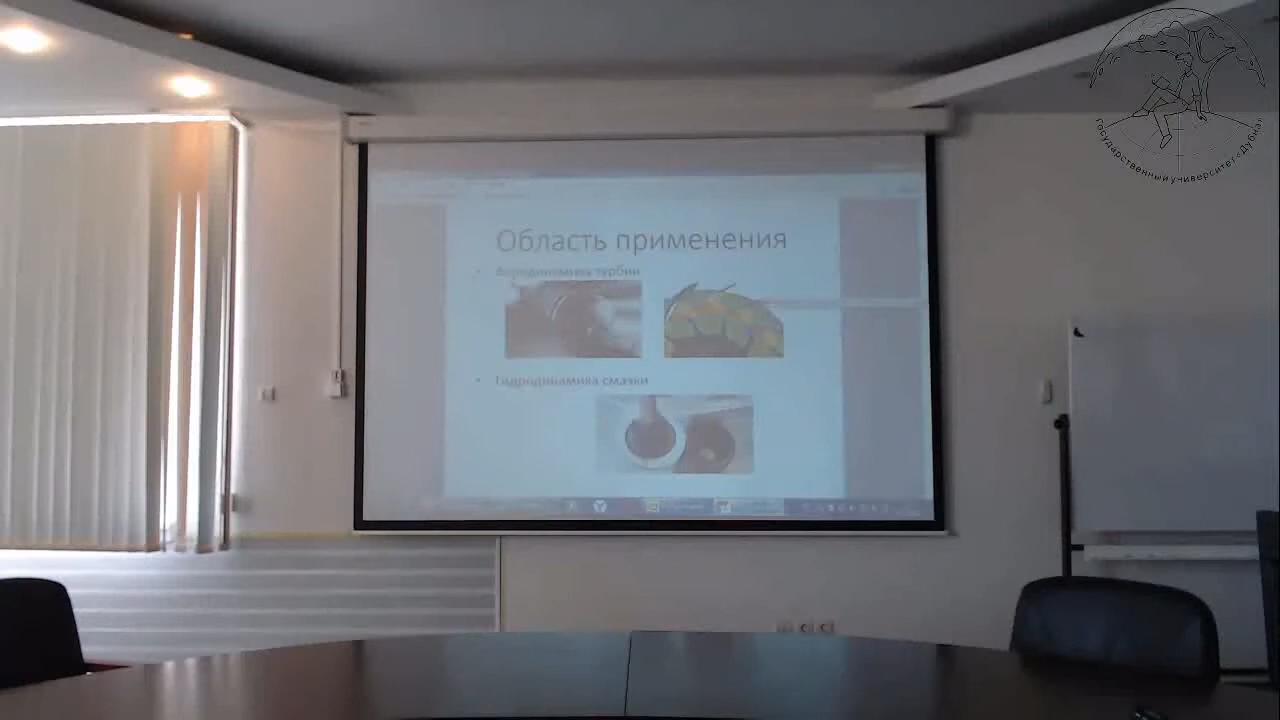 Область применения
• Аэродинамика турбин
• Гидродинамика смазки
государственный университет «Дубна»